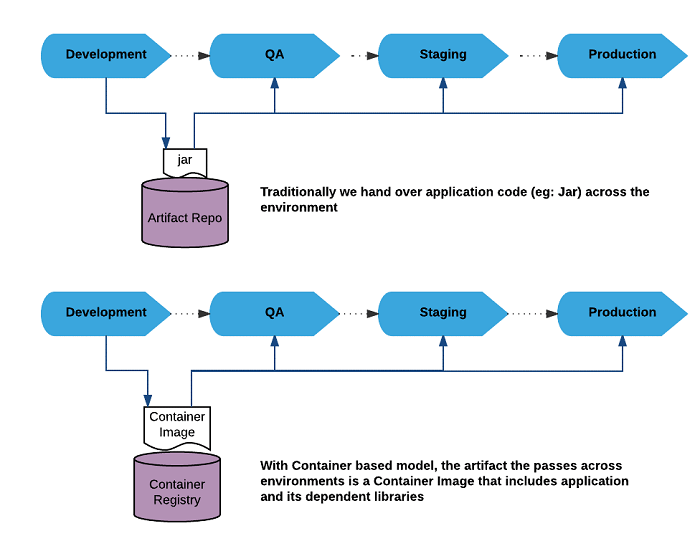 Development
QA
Staging
Production
jar
Artifact Repo
Traditionally we hand over application code (eg: Jar) across the
environment
Development
QA
Staging
Production
Container
Image
Container
Registry
With Container based model, the artifact the passes across
environments is a Container Image that includes application
and its dependent libraries